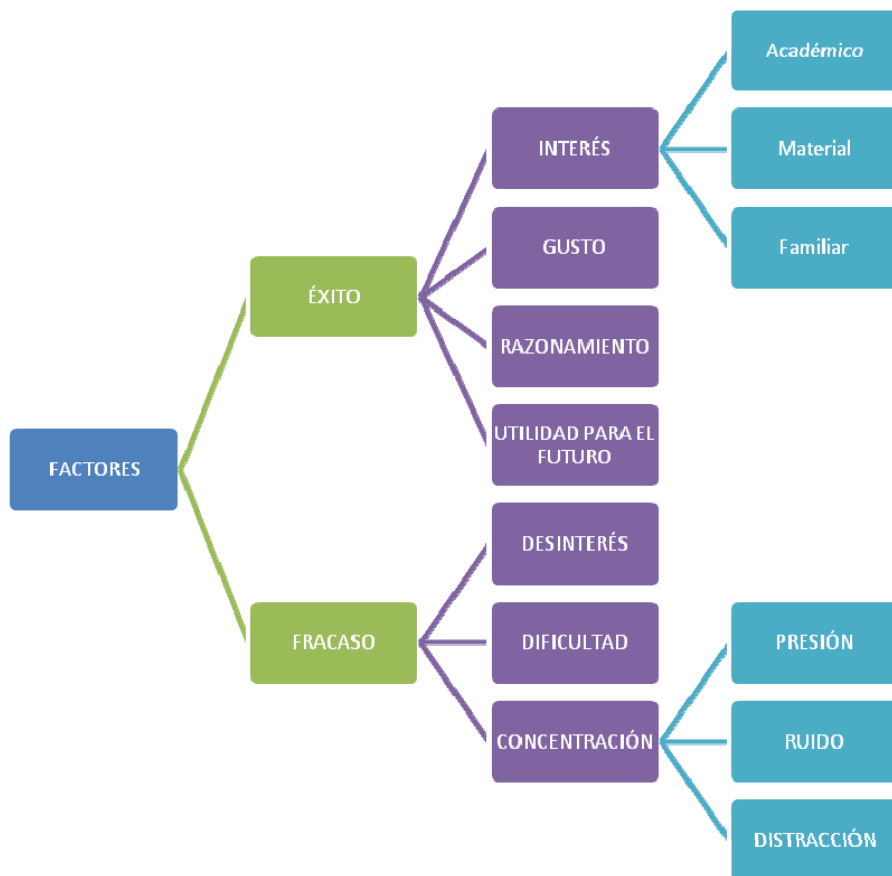 Académico
INTERÉS
Material
GUSTO
Familiar
ÉXITO
RAZONAMIENTO
UTILIDAD PARA EL
FUTURO
FACTORES
DESINTERÉS
FRACASO
DIFICULTAD
PRESIÓN
CONCENTRACIÓN
RUIDO
DISTRACCIÓN